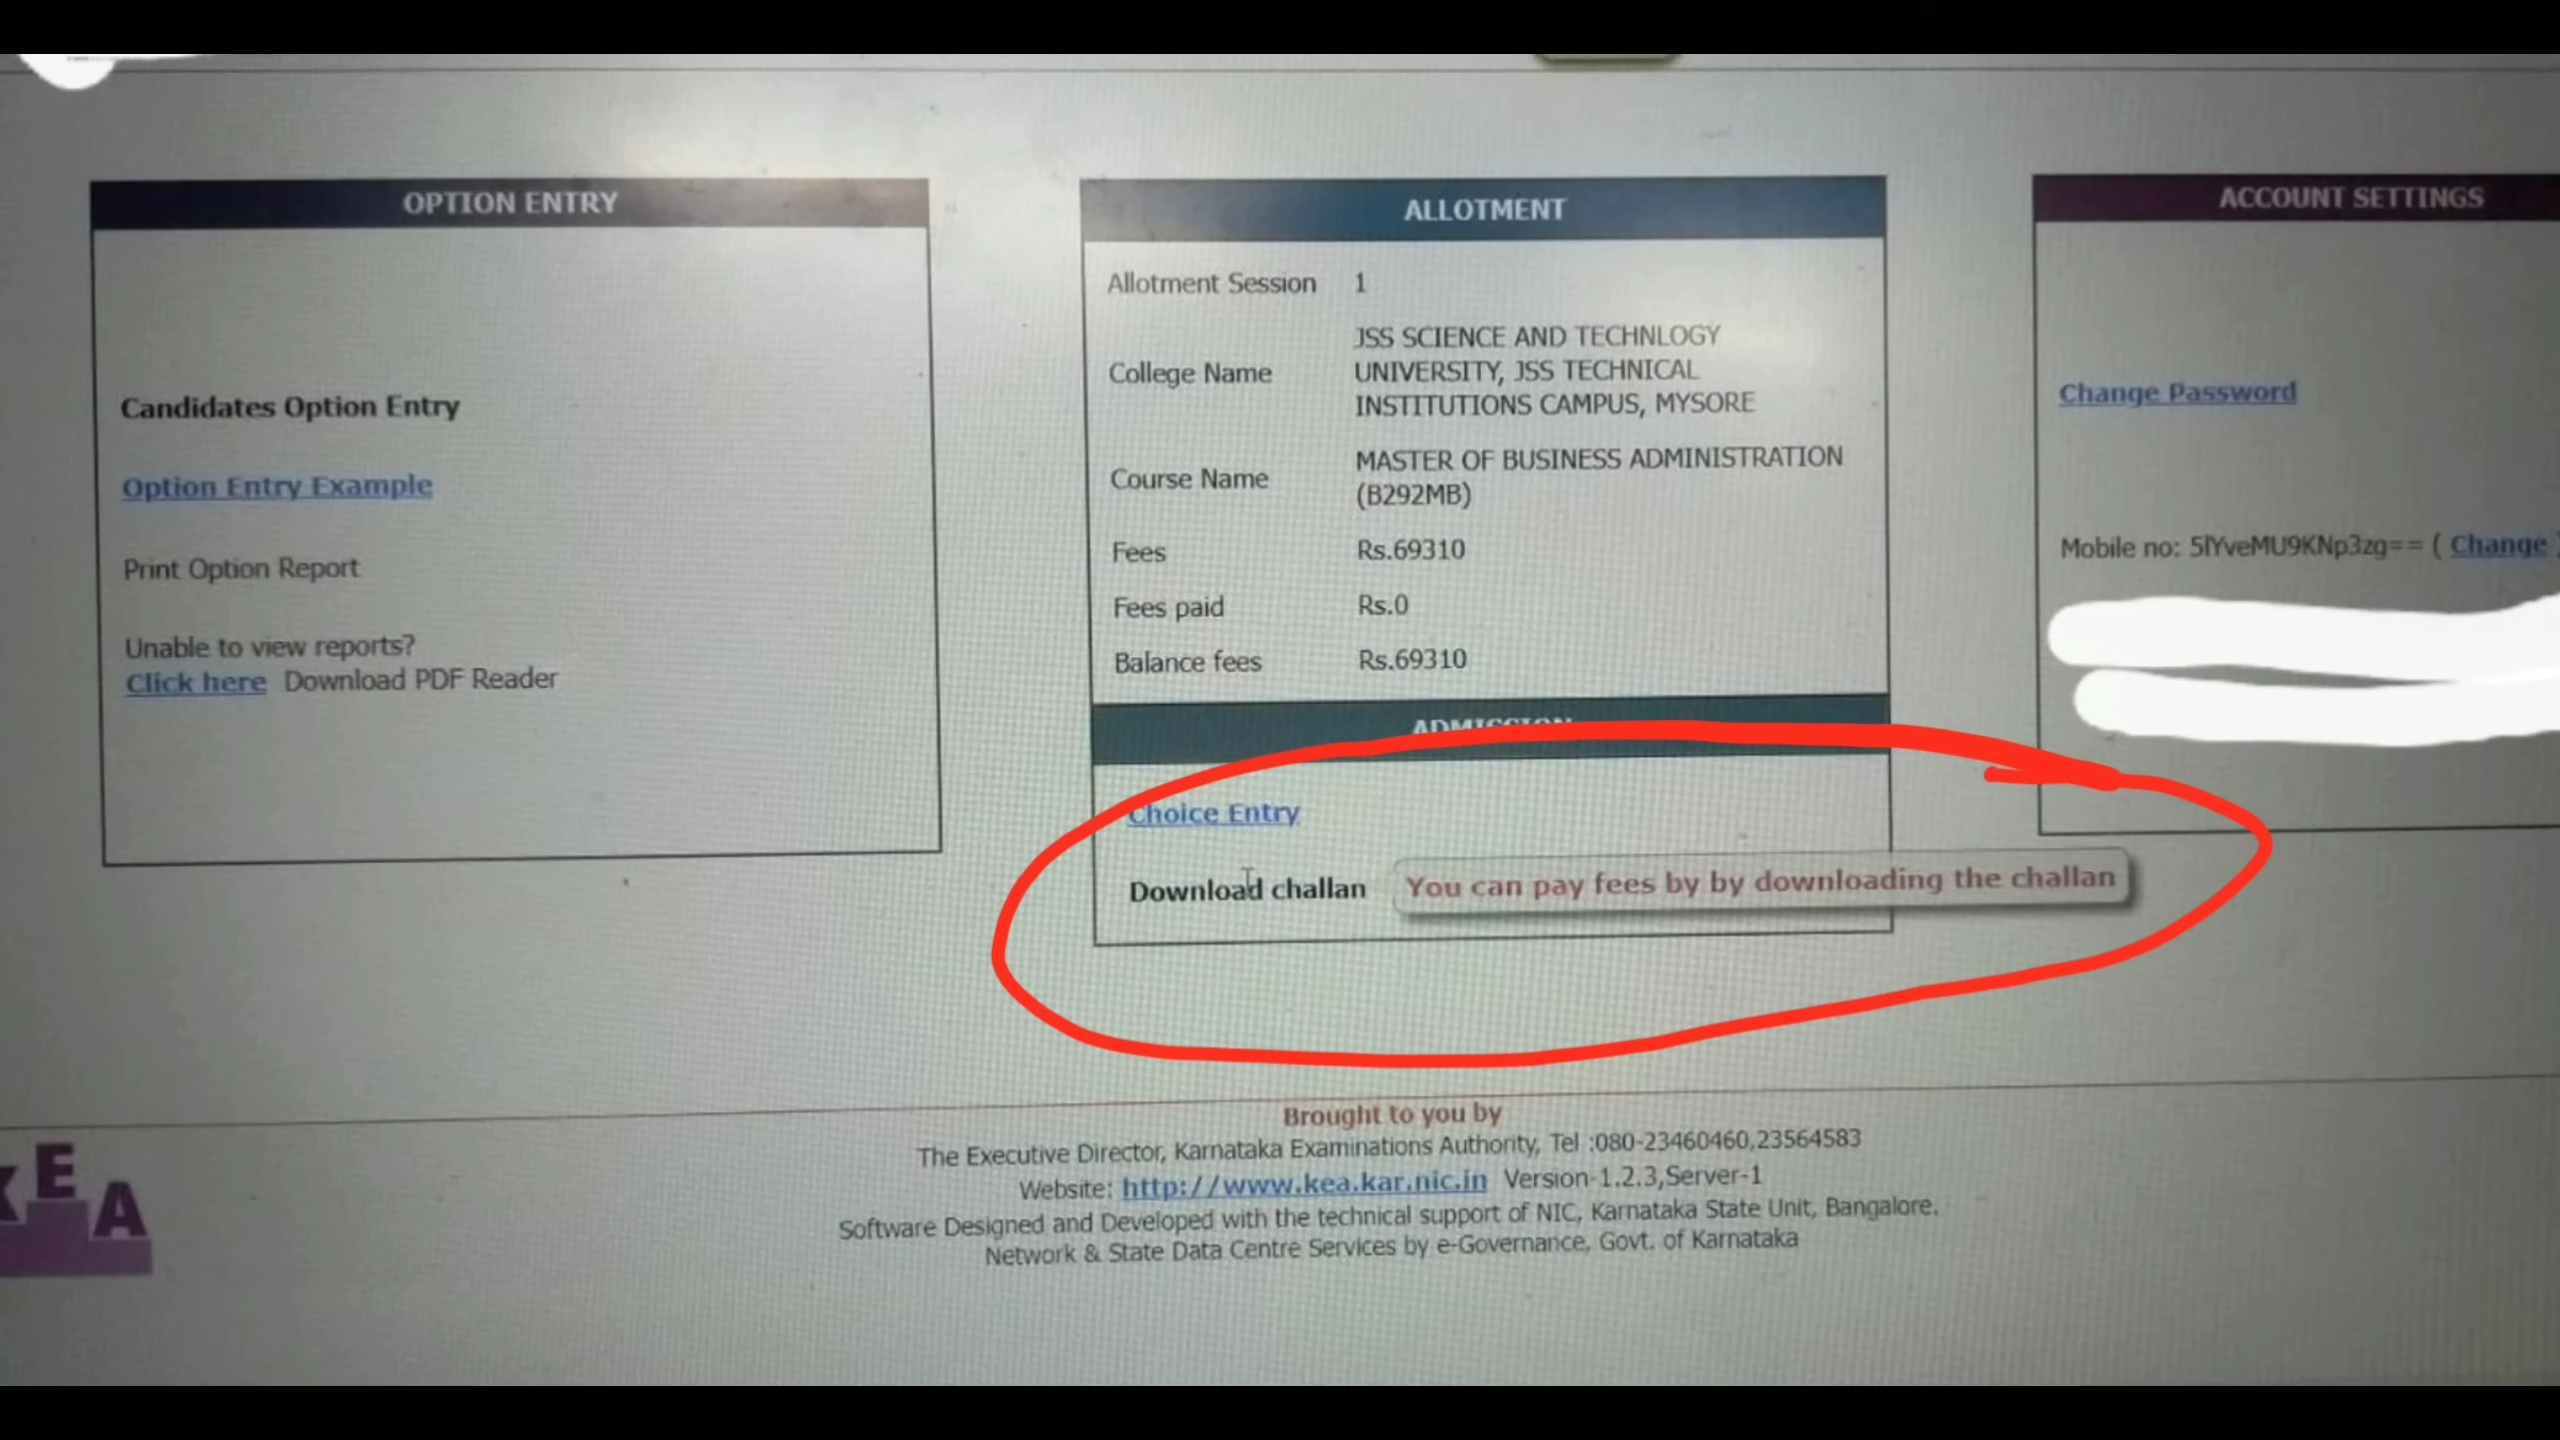 OPTION ENTRY
Candidates Option Entry
Option Entry Example
Print Option Report
Unable to view reports?
Click here Download PDF Reader
ALLOTMENT
Allotment Session 1
College Name JSS SCIENCE AND TECHNLOGY
UNIVERSITY, JSS TECHNICAL
INSTITUTIONS CAMPUS, MYSORE
Course Name MASTER OF BUSINESS ADMINISTRATION
(B292MB)
Fees Rs.69310
Fees paid Rs.0
Balance fees Rs.69310
ADMISSION
Choice Entry
Download challan You can pay fees by by downloading the challan
ACCOUNT SETTINGS
Change Password
Mobile no: 5lYveMU9KNp3zg== ( Change )
Brought to you by
The Executive Director, Karnataka Examinations Authority, Tel :080-23460460,23564583
Website: http://www.kea.kar.nic.in Version-1.2.3,Server-1
Software Designed and Developed with the technical support of NIC, Karnataka State Unit, Bangalore.
Network & State Data Centre Services by e-Governance, Govt. of Karnataka
KEA